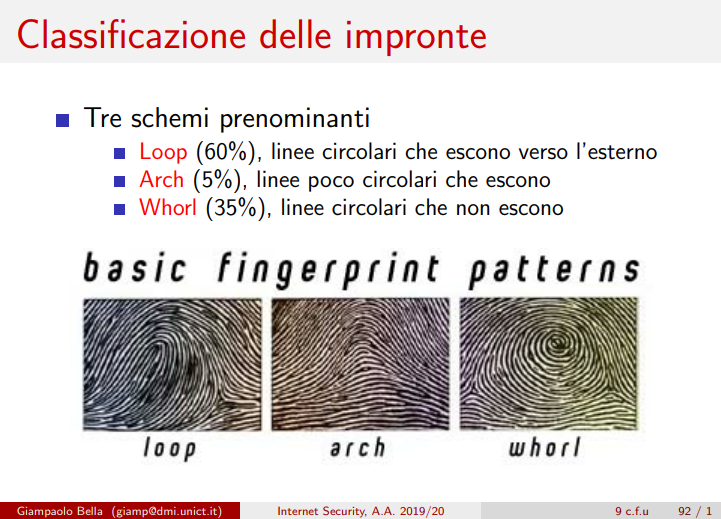 Classificazione delle impronte
Tre schemi prenominanti
Loop (60%), linee circolari che escono verso l'esterno
Arch (5%), linee poco circolari che escono
Whorl (35%), linee circolari che non escono
basic fingerprint patterns
loop arch whorl
Giampaolo Bella (giamp@dmi.unict.it) Internet Security, A.A. 2019/20 9 c.f.u 92 / 1